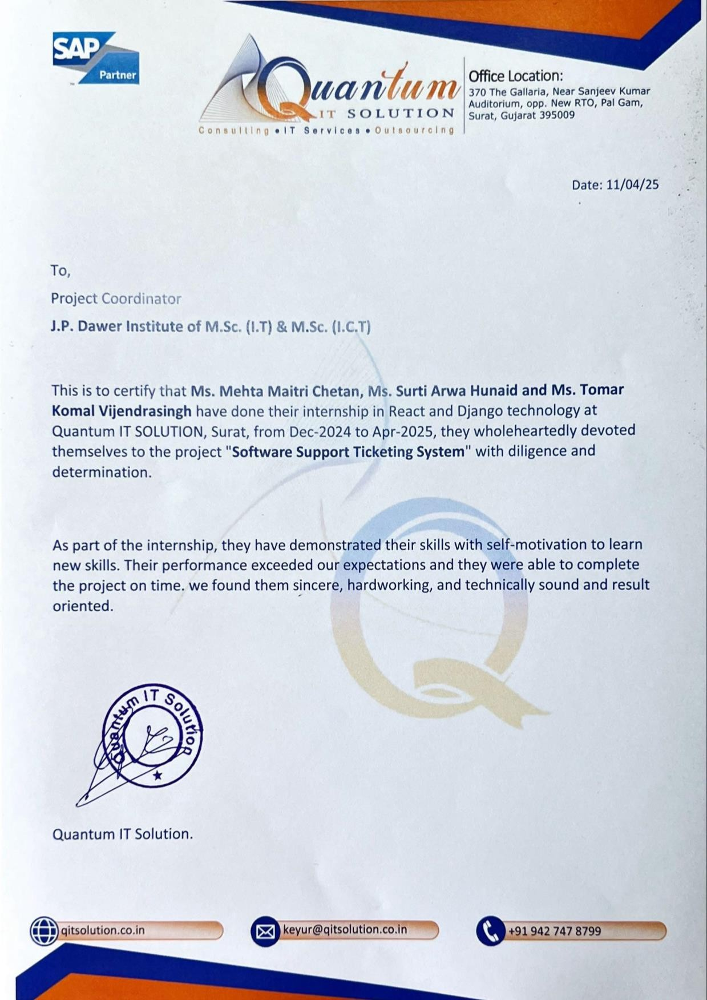 SAP
Partner
Quantum
IT SOLUTION
Consulting • IT Services • Outsourcing
Office Location:
370 The Gallaria, Near Sanjeev Kumar
Auditorium, opp. New RTO, Pal Gam,
Surat, Gujarat 395009
Date: 11/04/25
To,
Project Coordinator
J.P. Dawer Institute of M.Sc. (I.T) & M.Sc. (I.C.T)
This is to certify that Ms. Mehta Maitri Chetan, Ms. Surti Arwa Hunaid and Ms. Tomar
Komal Vijendrasingh have done their internship in React and Django technology at
Quantum IT SOLUTION, Surat, from Dec-2024 to Apr-2025, they wholeheartedly devoted
themselves to the project "Software Support Ticketing System" with diligence and
determination.
As part of the internship, they have demonstrated their skills with self-motivation to learn
new skills. Their performance exceeded our expectations and they were able to complete
the project on time. we found them sincere, hardworking, and technically sound and result
oriented.
Quantum IT Solution
Quantum IT Solution.
qitsolution.co.in
keyur@qitsolution.co.in
+91 942 747 8799